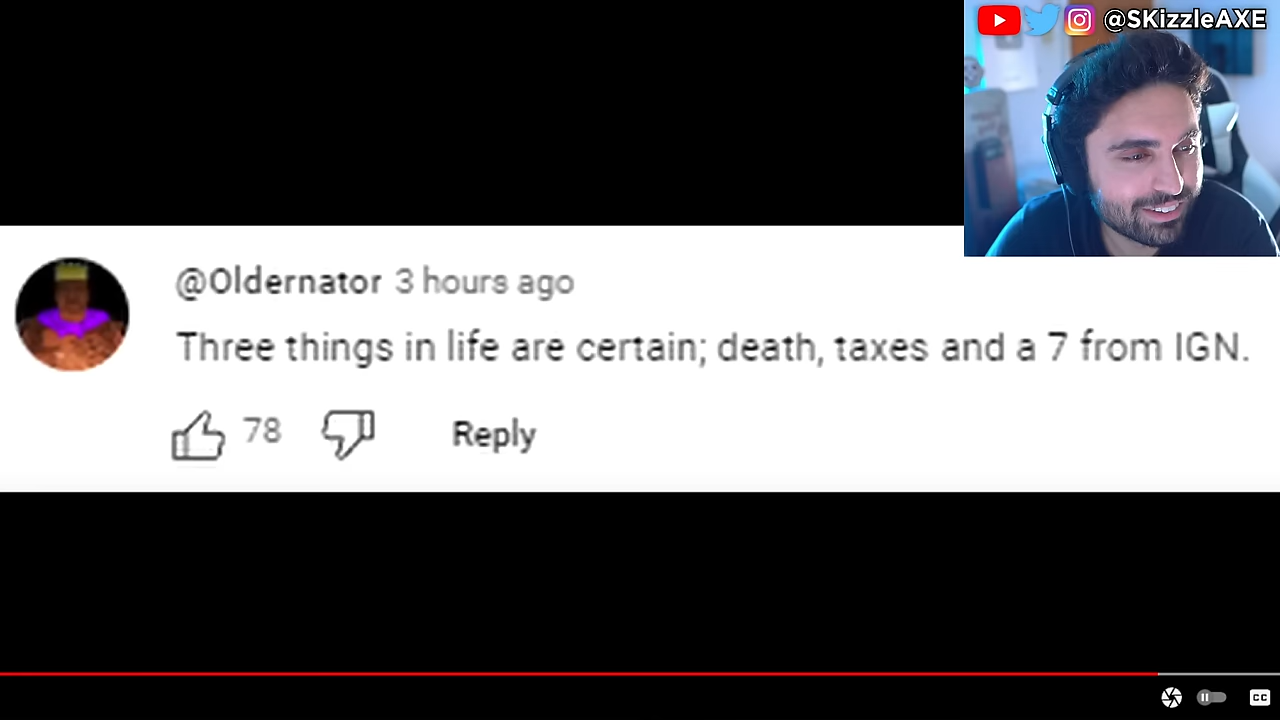 @SKizzleAXE
@Oldernator 3 hours ago
Three things in life are certain; death, taxes and a 7 from IGN.
78
Reply
CC